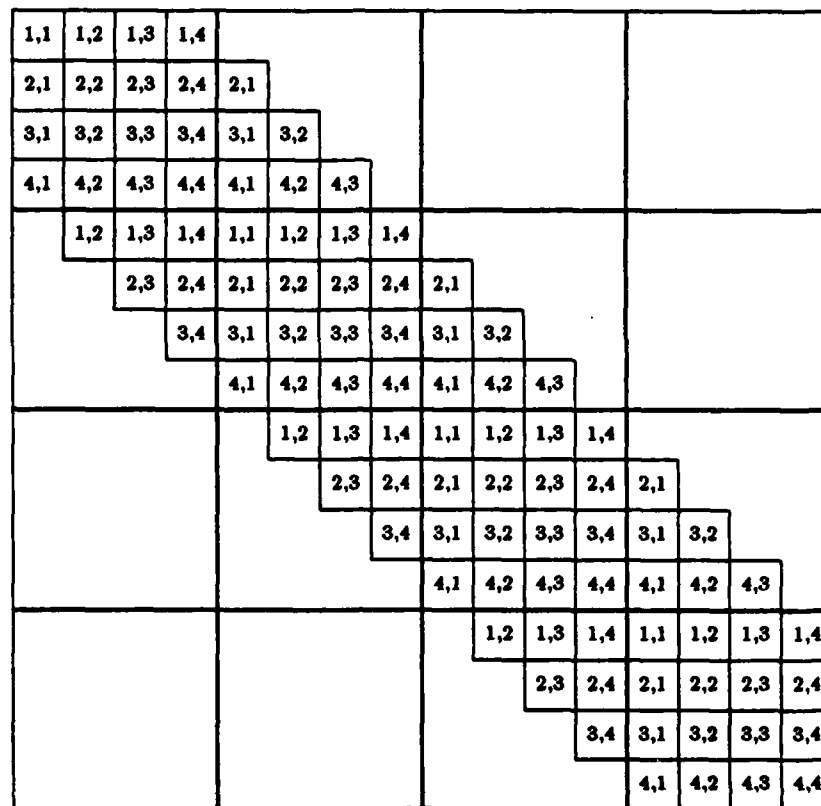 1,1 1,2 1,3 1,4
2,1 2,2 2,3 2,4 2,1
3,1 3,2 3,3 3,4 3,1 3,2
4,1 4,2 4,3 4,4 4,1 4,2 4,3
1,2 1,3 1,4 1,1 1,2 1,3 1,4
2,3 2,4 2,1 2,2 2,3 2,4 2,1
3,4 3,1 3,2 3,3 3,4 3,1 3,2
4,1 4,2 4,3 4,4 4,1 4,2 4,3
1,2 1,3 1,4 1,1 1,2 1,3 1,4
2,3 2,4 2,1 2,2 2,3 2,4 2,1
3,4 3,1 3,2 3,3 3,4 3,1 3,2
4,1 4,2 4,3 4,4 4,1 4,2 4,3
1,2 1,3 1,4 1,1 1,2 1,3 1,4
2,3 2,4 2,1 2,2 2,3 2,4
3,4 3,1 3,2 3,3 3,4
4,1 4,2 4,3 4,4